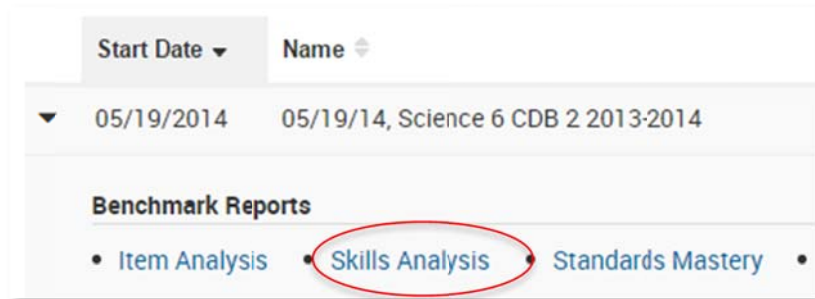 Start Date Name
05/19/2014 05/19/14, Science 6 CDB 2 2013-2014
Benchmark Reports
• Item Analysis • Skills Analysis • Standards Mastery •